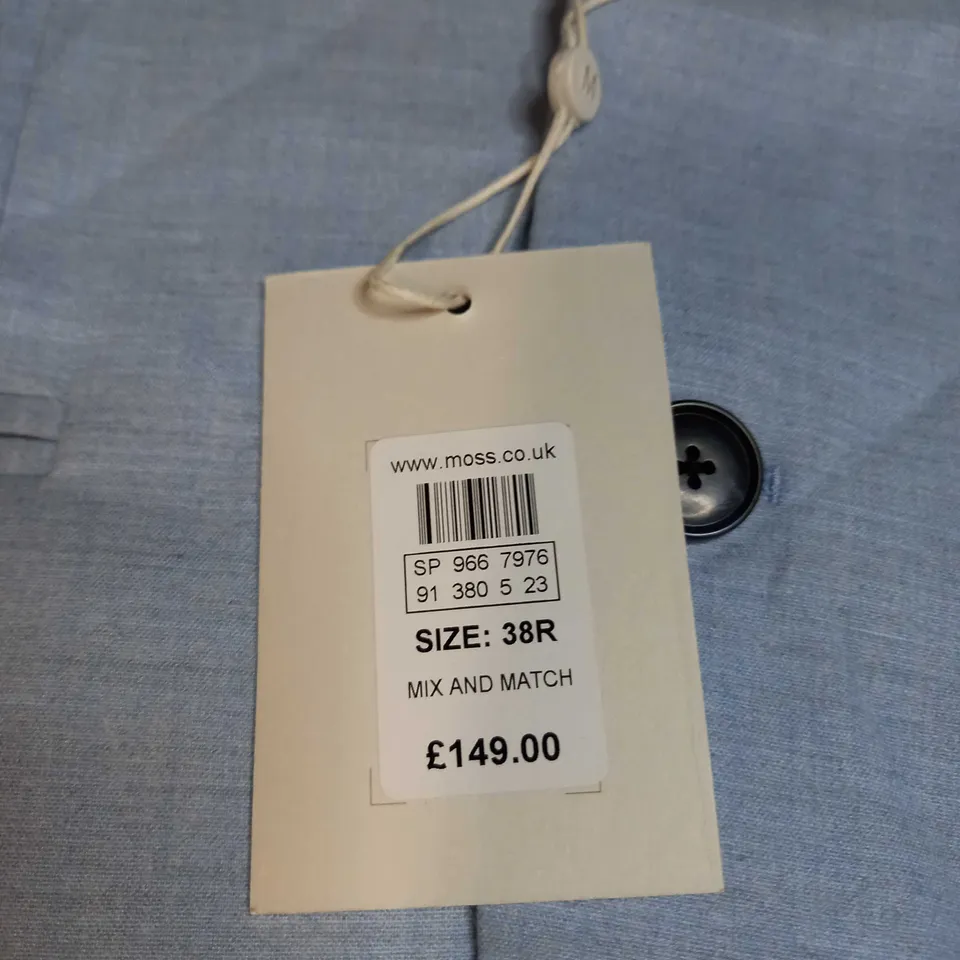 M
www.moss.co.uk
SP 966 7976
91 380 5 23
SIZE: 38R
MIX AND MATCH
£149.00